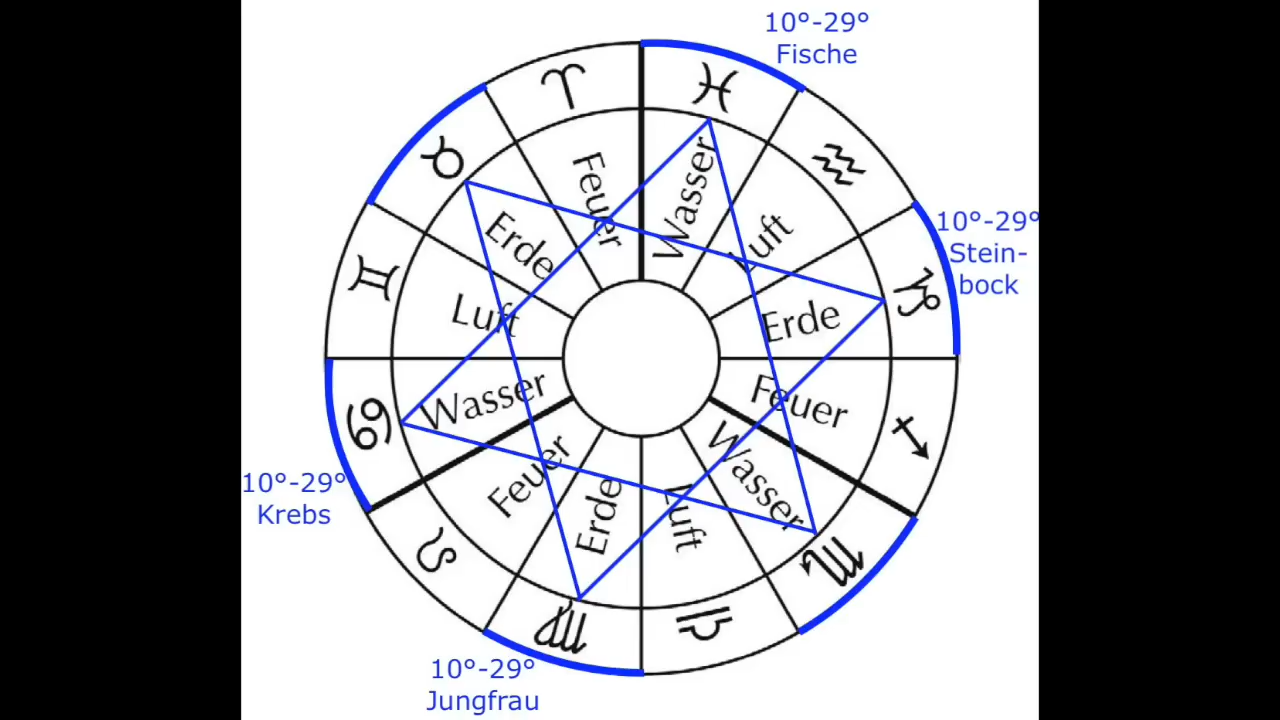 10°-29°
Fische
10°-29°
Stein-
bock
Feuer
Wasser
Luft
Erde
Feuer
Wasser
Luft
Erde
Feuer
Wasser
Luft
Erde
10°-29°
Krebs
10°-29°
Jungfrau